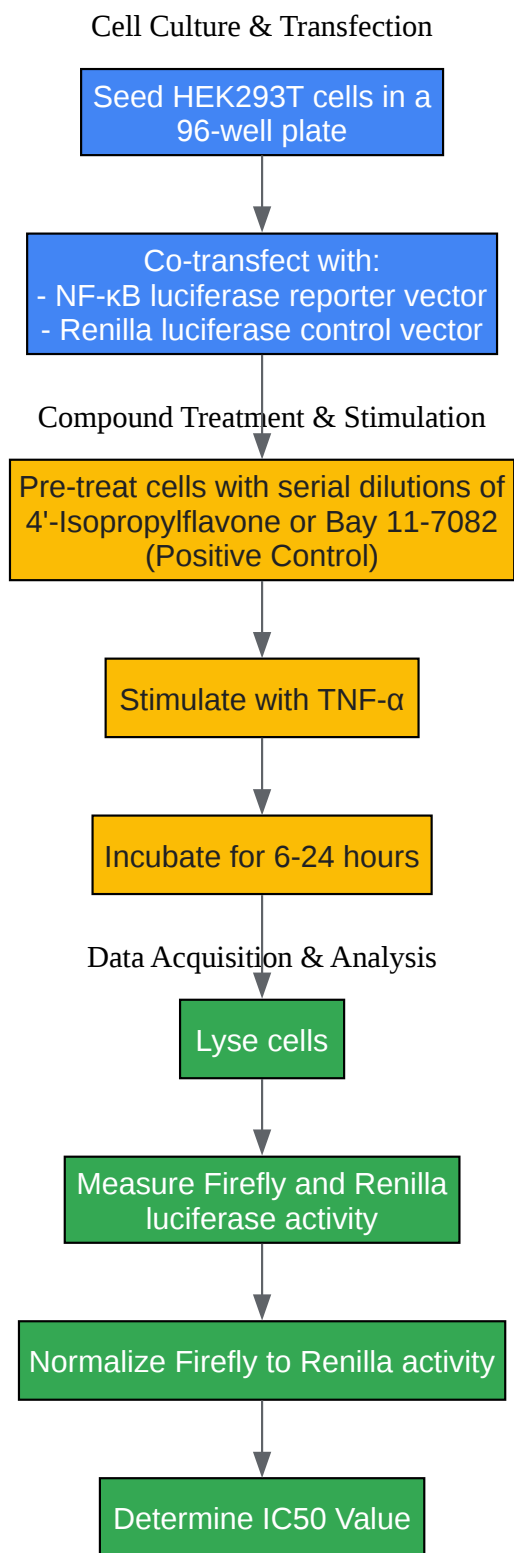 Cell Culture & Transfection
Seed HEK293T cells in a
96-well plate
Co-transfect with:
- NF-κB luciferase reporter vector
- Renilla luciferase control vector
Compound Treatment & Stimulation
Pre-treat cells with serial dilutions of
4'-Isopropylflavone or Bay 11-7082
(Positive Control)
Stimulate with TNF-α
Incubate for 6-24 hours
Data Acquisition & Analysis
Lyse cells
Measure Firefly and Renilla
luciferase activity
Normalize Firefly to Renilla activity
Determine IC50 Value